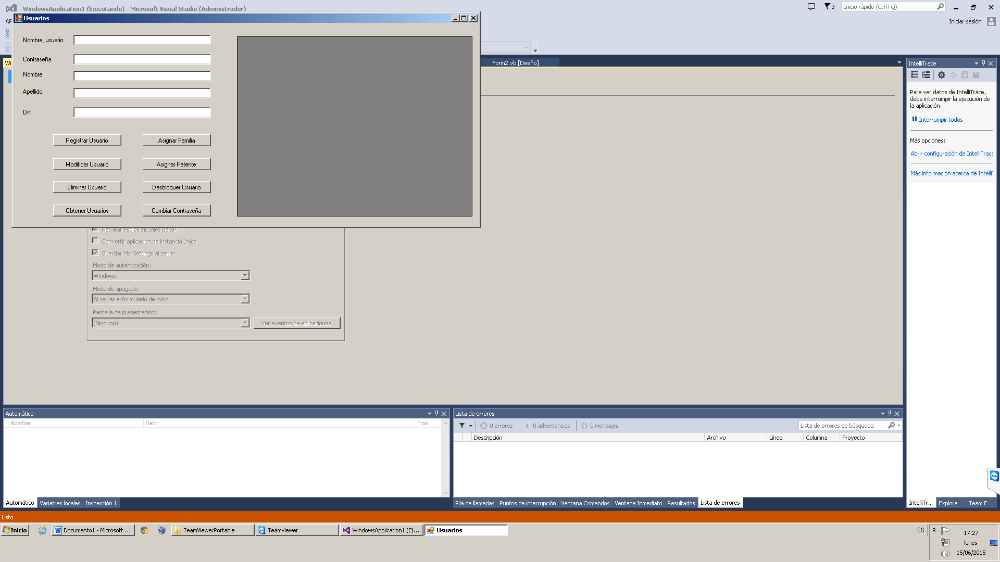 WindowsApplication1 (Ejecutando) - Microsoft Visual Studio (Administrador)
3
Inicio rápido (Ctrl+Q)
AR
Iniciar sesión
Usuarios
Nombre_usuario
Contraseña
Nombre
Apellido
Dni
Registrar Usuario
Asignar Familia
Modificar Usuario
Asignar Patente
Eliminar Usuario
Desbloquer Usuario
Obtener Usuarios
Cambiar Contraseña
Wi
Form2.vb [Diseño]
Habilitar estilos visuales de XP
Convertir aplicación de instancia única
Guardar My.Settings al cerrar
Modo de autenticación:
Windows
Modo de apagado:
Al cerrar el formulario de inicio
Pantalla de presentación:
(Ninguno)
Ver eventos de aplicaciones
IntelliTrace
Para ver datos de IntelliTrace,
debe interrumpir la ejecución de
la aplicación.
Interrumpir todos
Más opciones:
Abrir configuración de IntelliTrace
Más información acerca de Intelli
Automático
Nombre
Valor
Tipo
Automático
Variables locales
Inspección 1
Lista de errores
0 errores
0 advertencias
0 mensajes
Lista de errores de búsqueda
Descripción
Archivo
Línea
Columna
Proyecto
Pila de llamadas
Puntos de interrupción
Ventana Comandos
Ventana Inmediato
Resultados
Lista de errores
IntelliTr...
Explora...
Team E...
Listo
Inicio
Documento1 - Microsoft ...
TeamViewerPortable
TeamViewer
WindowsApplication1 (Ej...
Usuarios
ES
17:27
lunes
15/06/2015